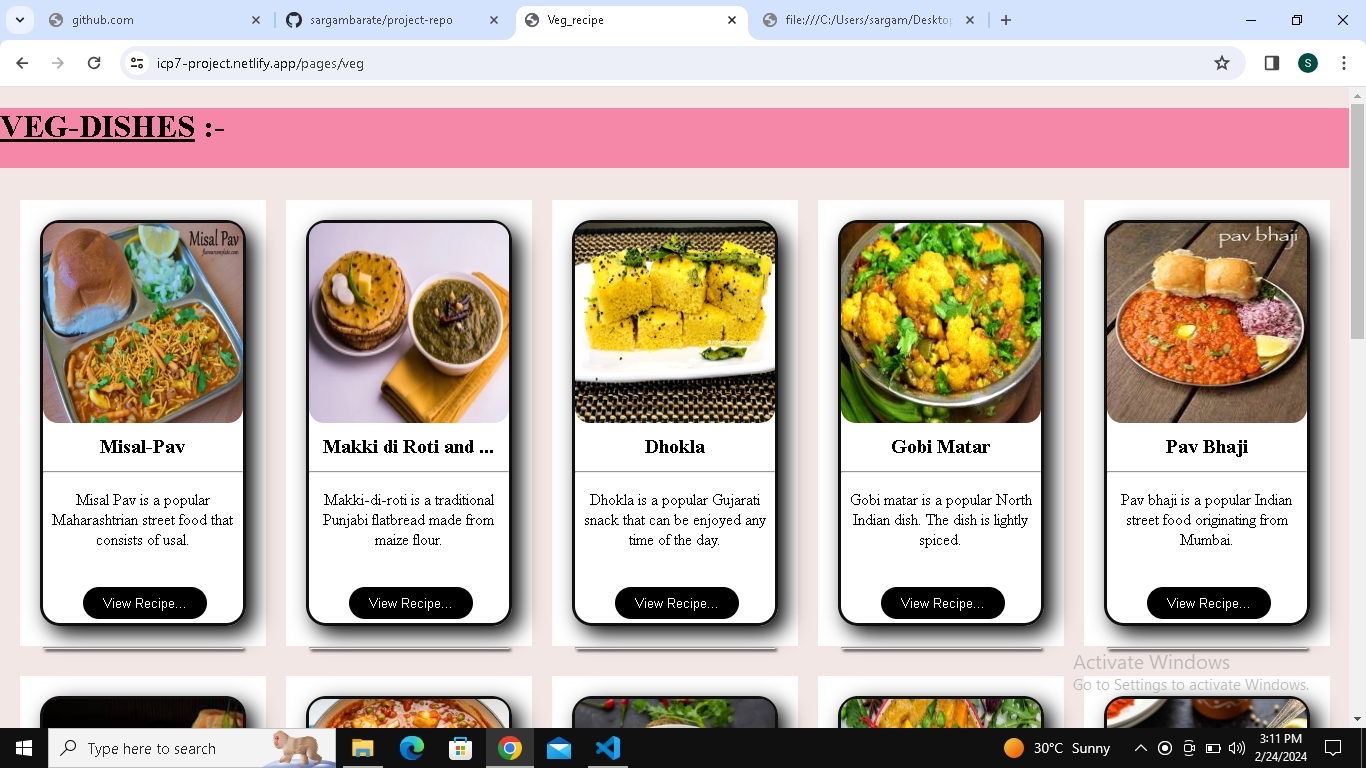 github.com
sargambarate/project-repo
Veg_recipe
file:///C:/Users/sargam/Desktop
icp7-project.netlify.app/pages/veg
S
VEG-DISHES :-
Misal Pav
pav bhaji
Misal-Pav
Makki di Roti and ...
Dhokla
Gobi Matar
Pav Bhaji
Misal Pav is a popular
Maharashtrian street food that
consists of usal.
Makki-di-roti is a traditional
Punjabi flatbread made from
maize flour.
Dhokla is a popular Gujarati
snack that can be enjoyed any
time of the day.
Gobi matar is a popular North
Indian dish. The dish is lightly
spiced.
Pav bhaji is a popular Indian
street food originating from
Mumbai.
View Recipe...
View Recipe...
View Recipe...
View Recipe...
View Recipe...
Activate Windows
Go to Settings to activate Windows.
Type here to search
30°C Sunny
3:11 PM
2/24/2024